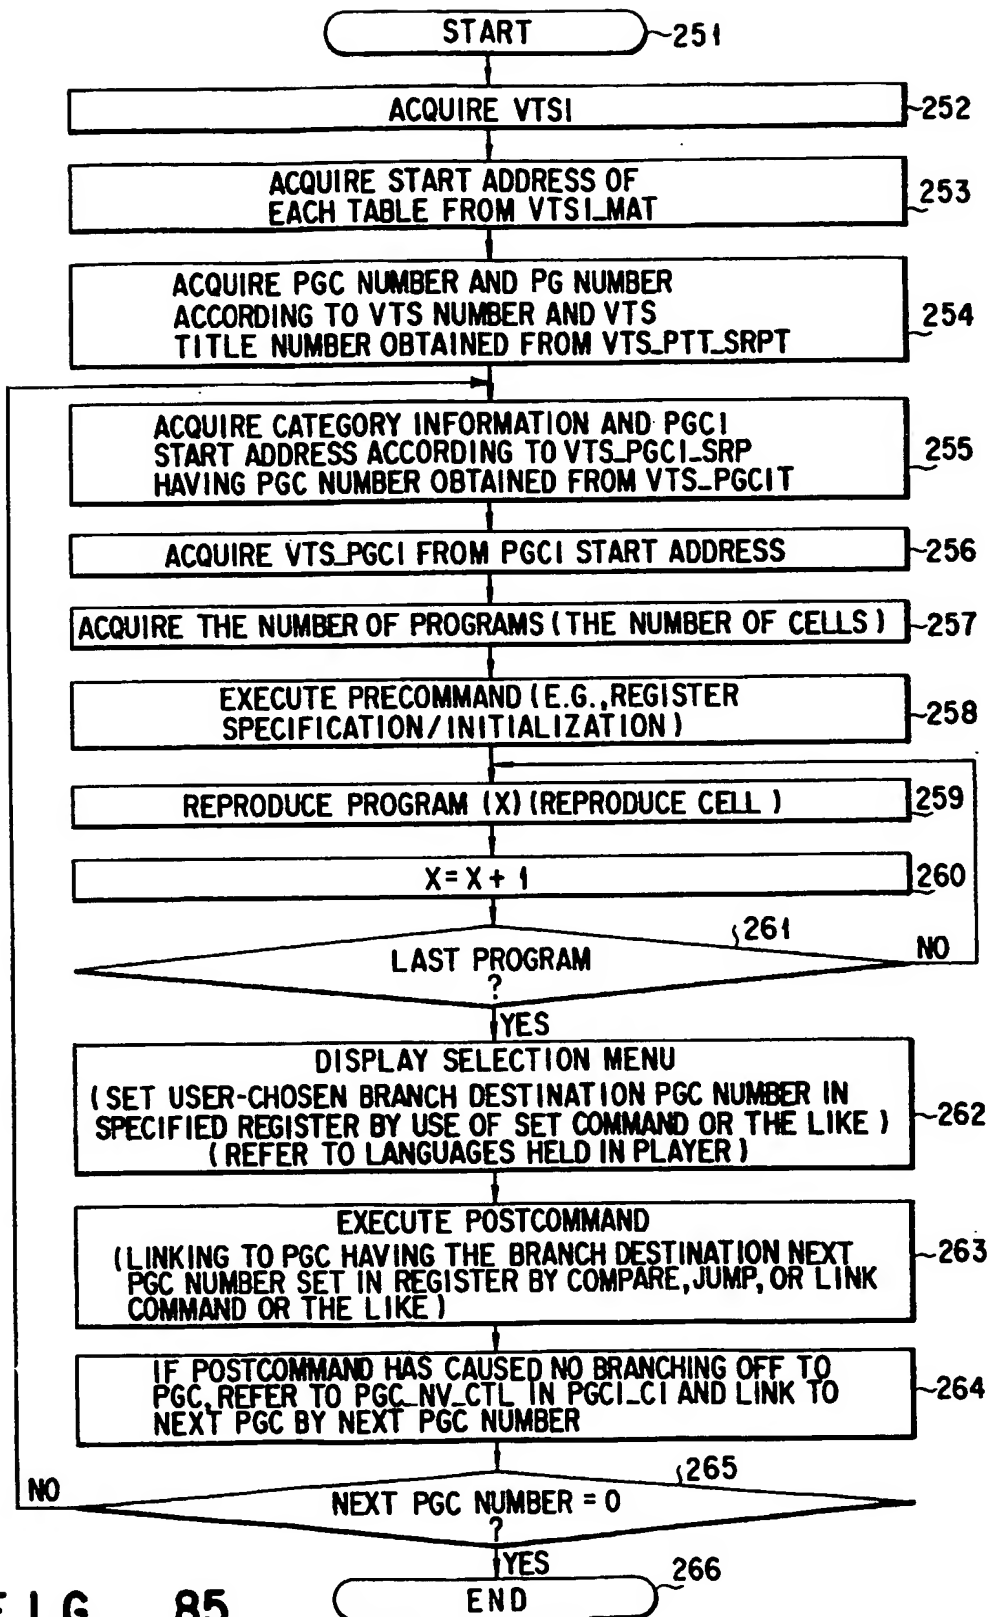 START
251
ACQUIRE VTSI
252
ACQUIRE START ADDRESS OF
EACH TABLE FROM VTSI_MAT
253
ACQUIRE PGC NUMBER AND PG NUMBER
ACCORDING TO VTS NUMBER AND VTS
TITLE NUMBER OBTAINED FROM VTS_PTT_SRPT
254
ACQUIRE CATEGORY INFORMATION AND PGCI
START ADDRESS ACCORDING TO VTS_PGCI_SRP
HAVING PGC NUMBER OBTAINED FROM VTS_PGCIT
255
ACQUIRE VTS_PGCI FROM PGCI START ADDRESS
256
ACQUIRE THE NUMBER OF PROGRAMS (THE NUMBER OF CELLS)
257
EXECUTE PRECOMMAND (E.G., REGISTER
SPECIFICATION/INITIALIZATION)
258
REPRODUCE PROGRAM (X) (REPRODUCE CELL)
259
X = X + 1
260
261
LAST PROGRAM
?
NO
YES
DISPLAY SELECTION MENU
(SET USER-CHOSEN BRANCH DESTINATION PGC NUMBER IN
SPECIFIED REGISTER BY USE OF SET COMMAND OR THE LIKE)
(REFER TO LANGUAGES HELD IN PLAYER)
262
EXECUTE POSTCOMMAND
(LINKING TO PGC HAVING THE BRANCH DESTINATION NEXT
PGC NUMBER SET IN REGISTER BY COMPARE, JUMP, OR LINK
COMMAND OR THE LIKE)
263
IF POSTCOMMAND HAS CAUSED NO BRANCHING OFF TO
PGC, REFER TO PGC_NV_CTL IN PGCI_CI AND LINK TO
NEXT PGC BY NEXT PGC NUMBER
264
265
NO
NEXT PGC NUMBER = 0
?
YES
266
END
FIG. 85